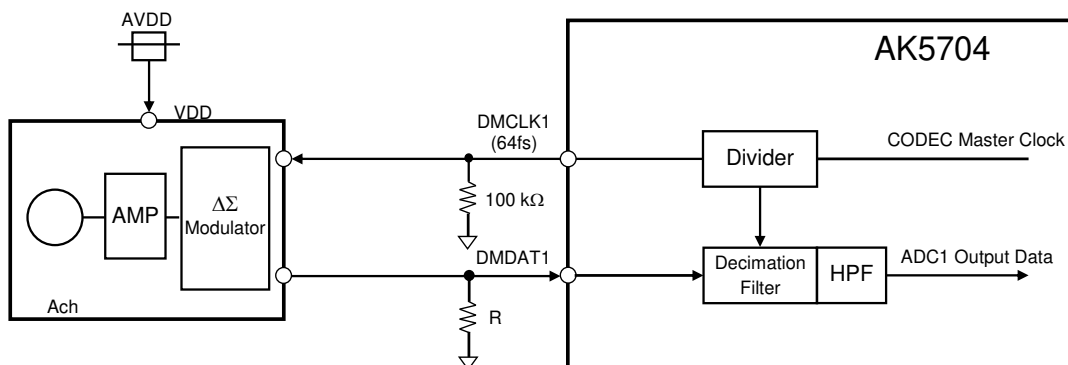 AVDD
AK5704
VDD
DMCLK1
(64fs)
CODEC Master Clock
Divider
AMP
ΔΣ
Modulator
100 kΩ
DMDAT1
Decimation
Filter
HPF
ADC1 Output Data
Ach
R